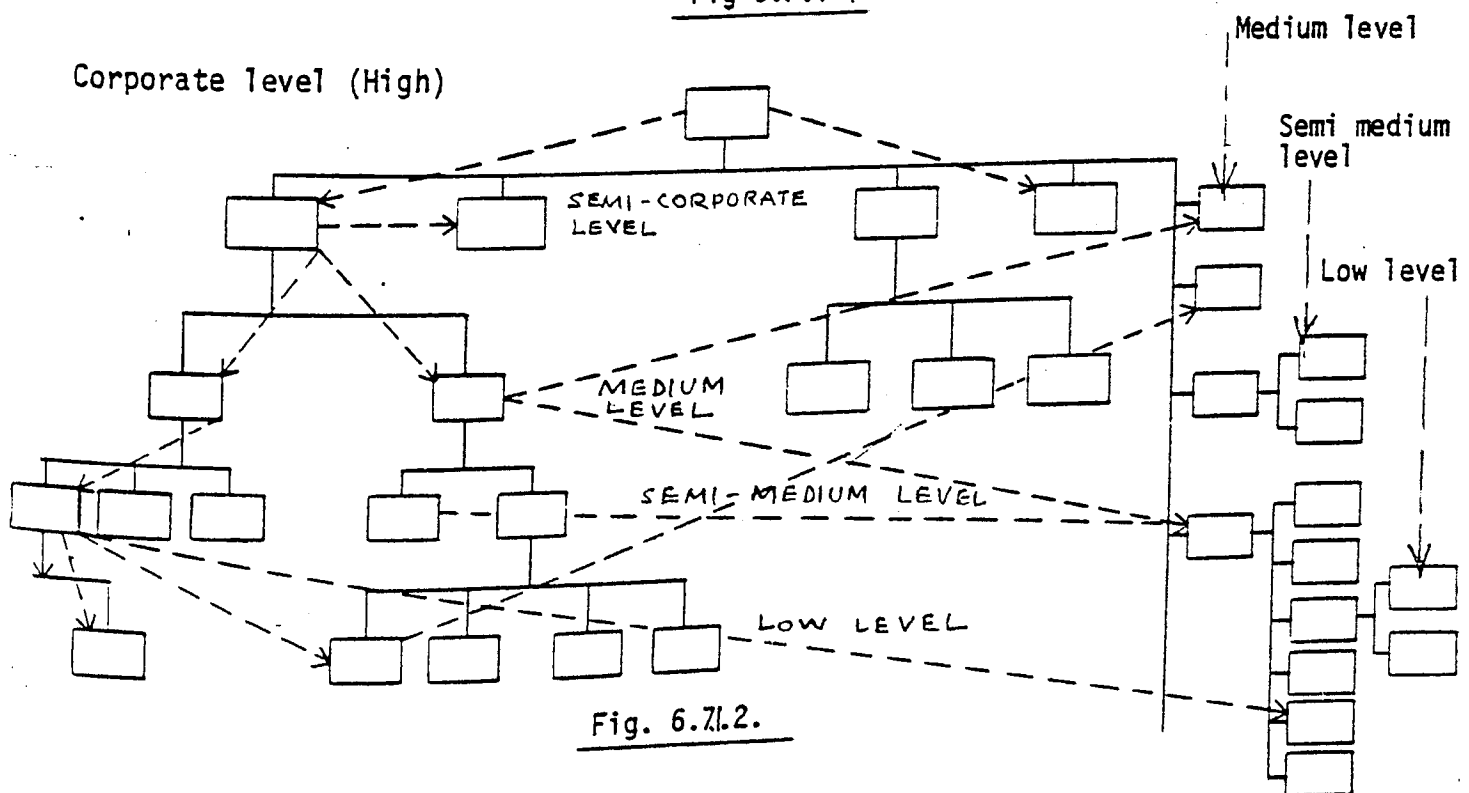 Medium level
Corporate level (High)
Semi medium
level
SEMI-CORPORATE
LEVEL
Low level
MEDIUM
LEVEL
SEMI-MEDIUM LEVEL
LOW LEVEL
Fig. 6.7.1.2.